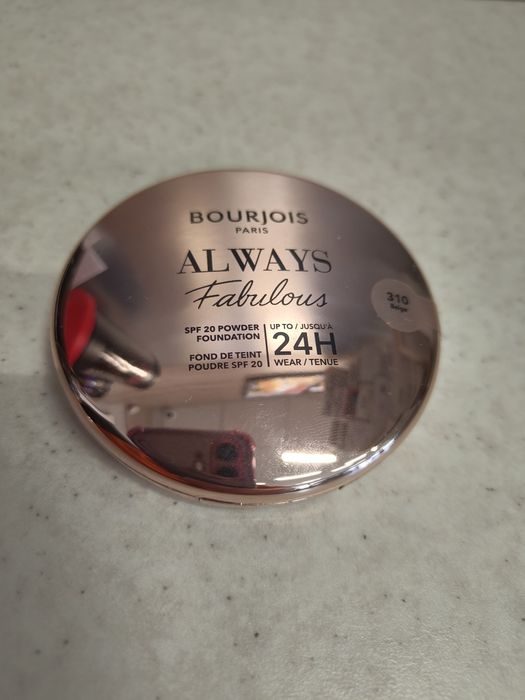 BOURJOIS
PARIS
ALWAYS
Fabulous
SPF 20 POWDER
FOUNDATION
FOND DE TEINT
POUDRE SPF 20
UP TO / JUSQU'À
24H
WEAR / TENUE
310
Beige